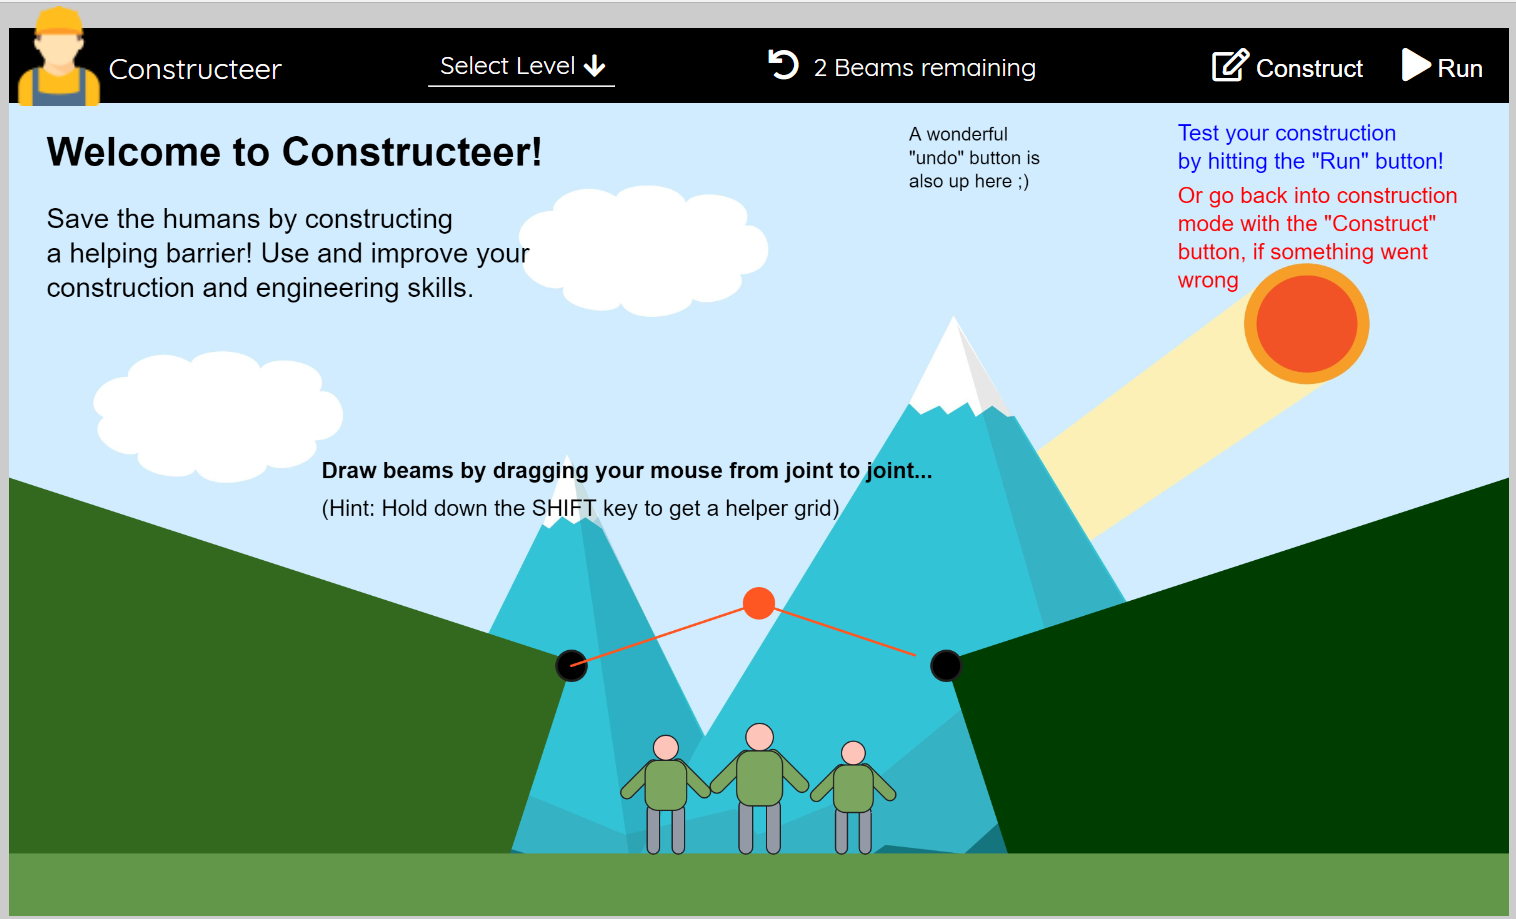 Constructeer
Select Level
2 Beams remaining
Construct
Run
Welcome to Constructeer!
Save the humans by constructing
a helping barrier! Use and improve your
construction and engineering skills.
A wonderful
"undo" button is
also up here ;)
Test your construction
by hitting the "Run" button!
Or go back into construction
mode with the "Construct"
button, if something went
wrong
Draw beams by dragging your mouse from joint to joint...
(Hint: Hold down the SHIFT key to get a helper grid)